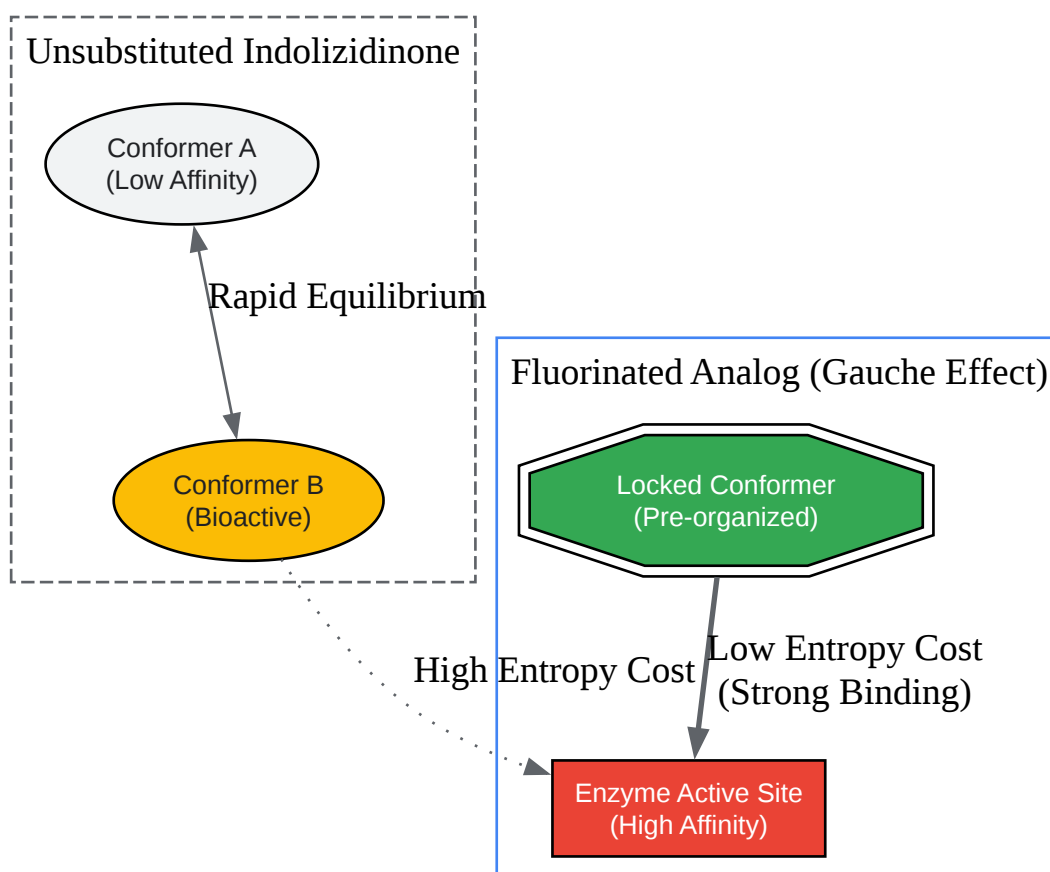 Unsubstituted Indolizidinone
Conformer A
(Low Affinity)
Rapid Equilibrium
Conformer B
(Bioactive)
Fluorinated Analog (Gauche Effect)
Locked Conformer
(Pre-organized)
High Entropy Cost
Low Entropy Cost
(Strong Binding)
Enzyme Active Site
(High Affinity)